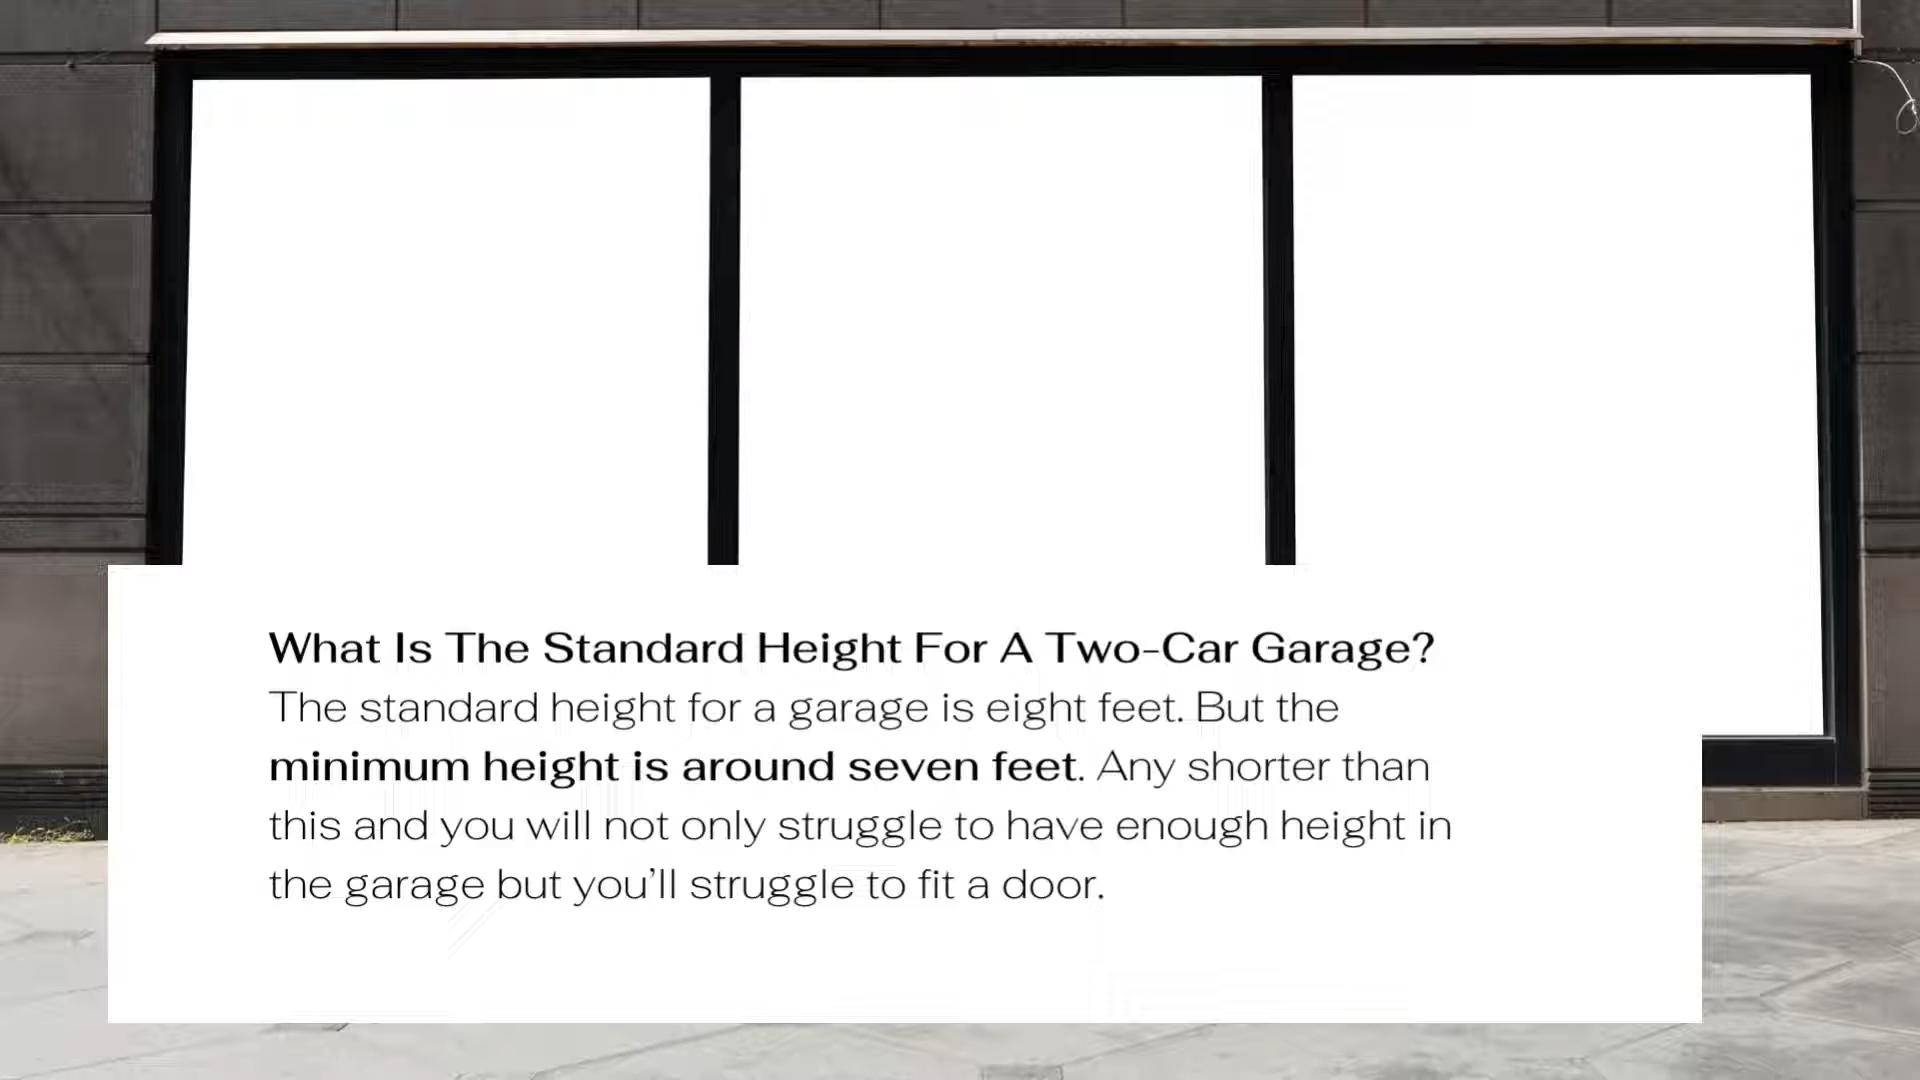 What Is The Standard Height For A Two-Car Garage?
The standard height for a garage is eight feet. But the
minimum height is around seven feet. Any shorter than
this and you will not only struggle to have enough height in
the garage but you’ll struggle to fit a door.